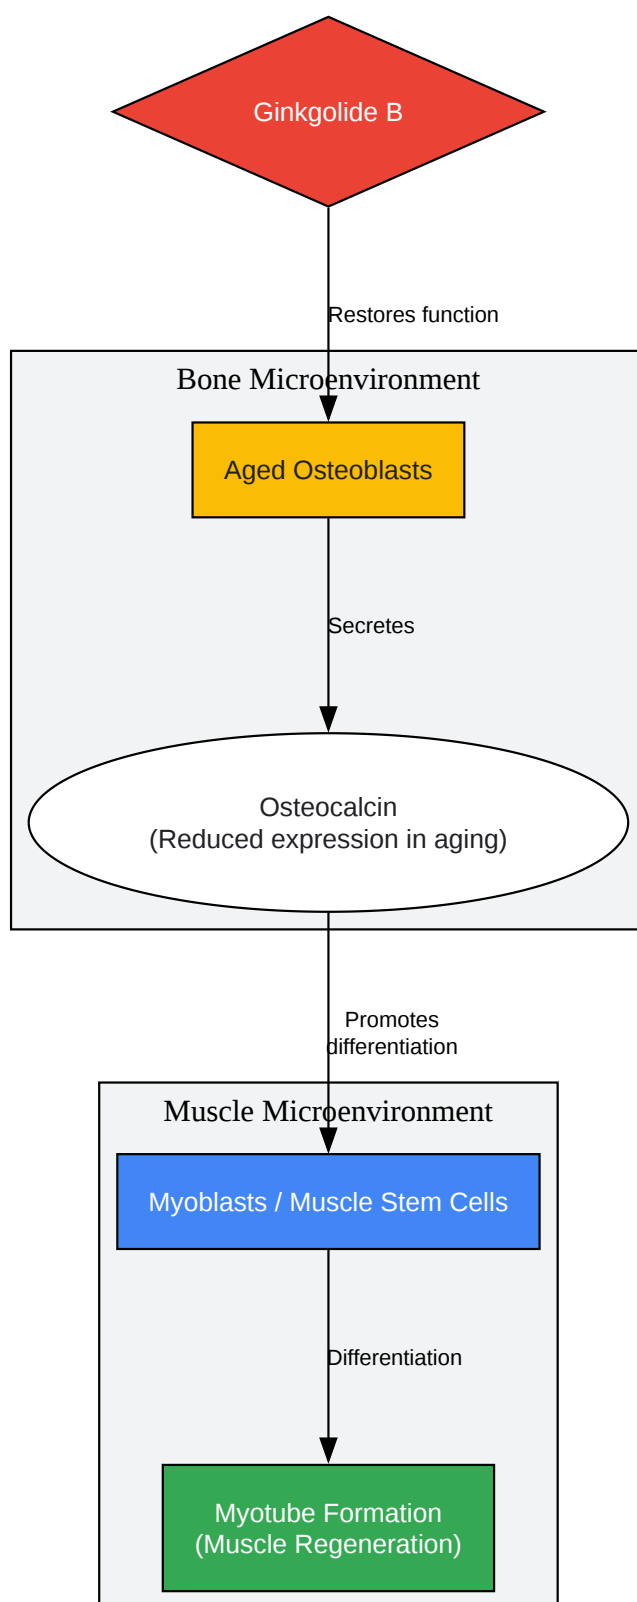 Ginkgolide B
Restores function
Bone Microenvironment
Aged Osteoblasts
Secretes
Osteocalcin
(Reduced expression in aging)
Promotes
differentiation
Muscle Microenvironment
Myoblasts / Muscle Stem Cells
Differentiation
Myotube Formation
(Muscle Regeneration)